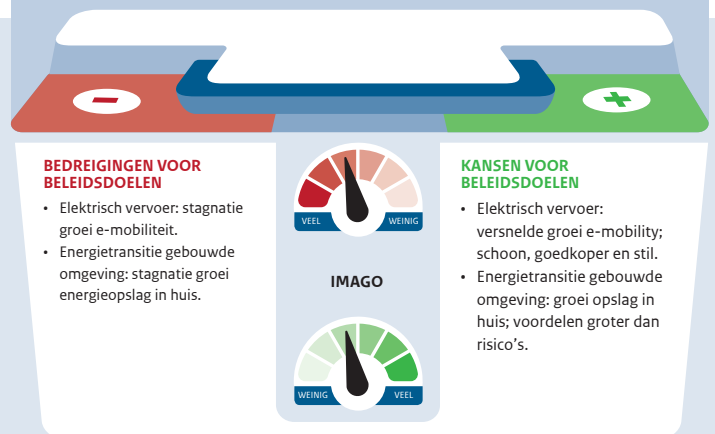 BEDREIGINGEN VOOR
BELEIDSDOELEN
• Elektrisch vervoer: stagnatie
groei e-mobiliteit.
• Energietransitie gebouwde
omgeving: stagnatie groei
energieopslag in huis.
VEEL
WEINIG
IMAGO
WEINIG
VEEL
KANSEN VOOR
BELEIDSDOELEN
• Elektrisch vervoer:
versnelde groei e-mobility;
schoon, goedkoper en stil.
• Energietransitie gebouwde
omgeving: groei opslag in
huis; voordelen groter dan
risico's.